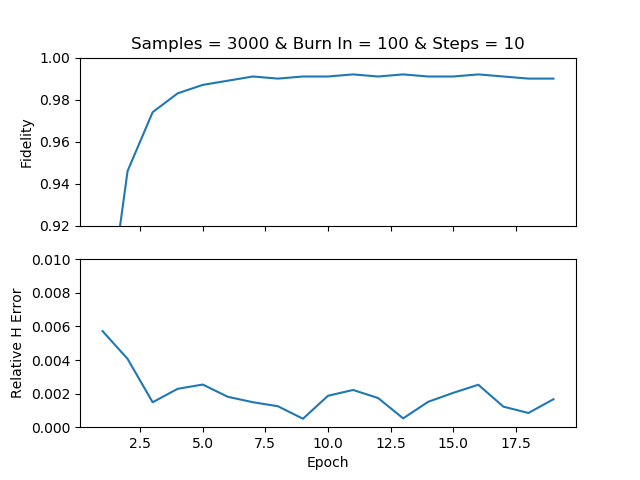 Samples = 3000 & Burn In = 100 & Steps = 10
1.00
0.98
0.96
0.94
0.92
Fidelity
0.010
0.008
0.006
0.004
0.002
0.000
Relative H Error
2.5 5.0 7.5 10.0 12.5 15.0 17.5
Epoch